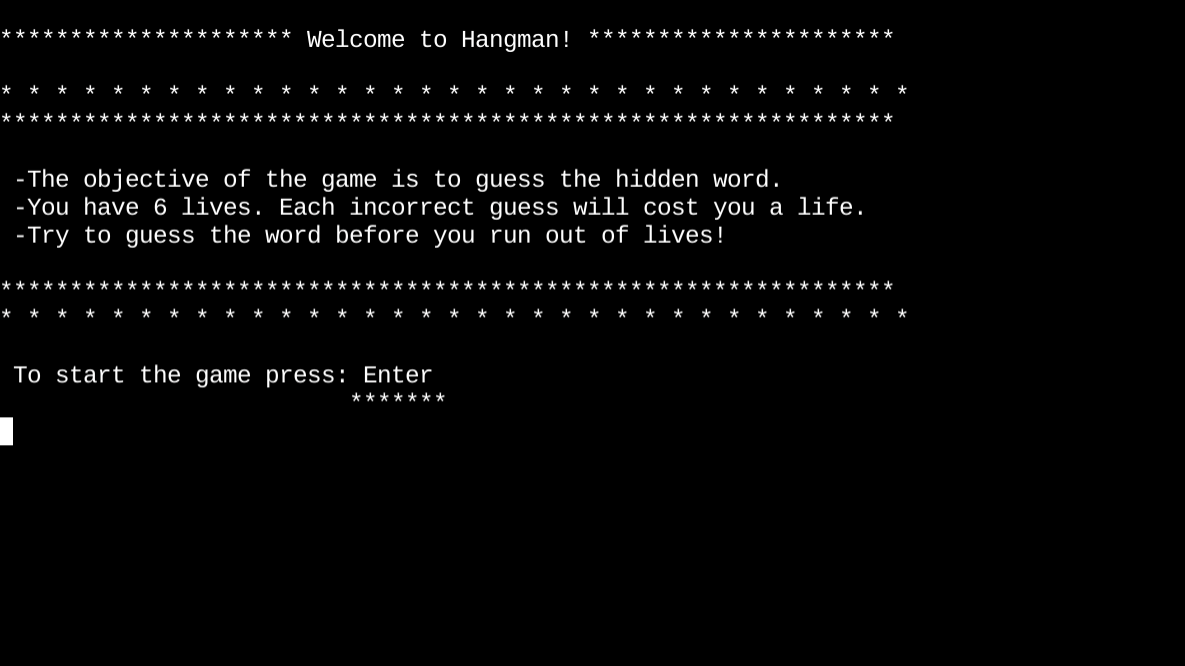 ********************* Welcome to Hangman! **********************
* * * * * * * * * * * * * * * * * * * * * * * * * * * * * * * * *
****************************************************************
-The objective of the game is to guess the hidden word.
-You have 6 lives. Each incorrect guess will cost you a life.
-Try to guess the word before you run out of lives!
****************************************************************
* * * * * * * * * * * * * * * * * * * * * * * * * * * * * * * * *
To start the game press: Enter
*******